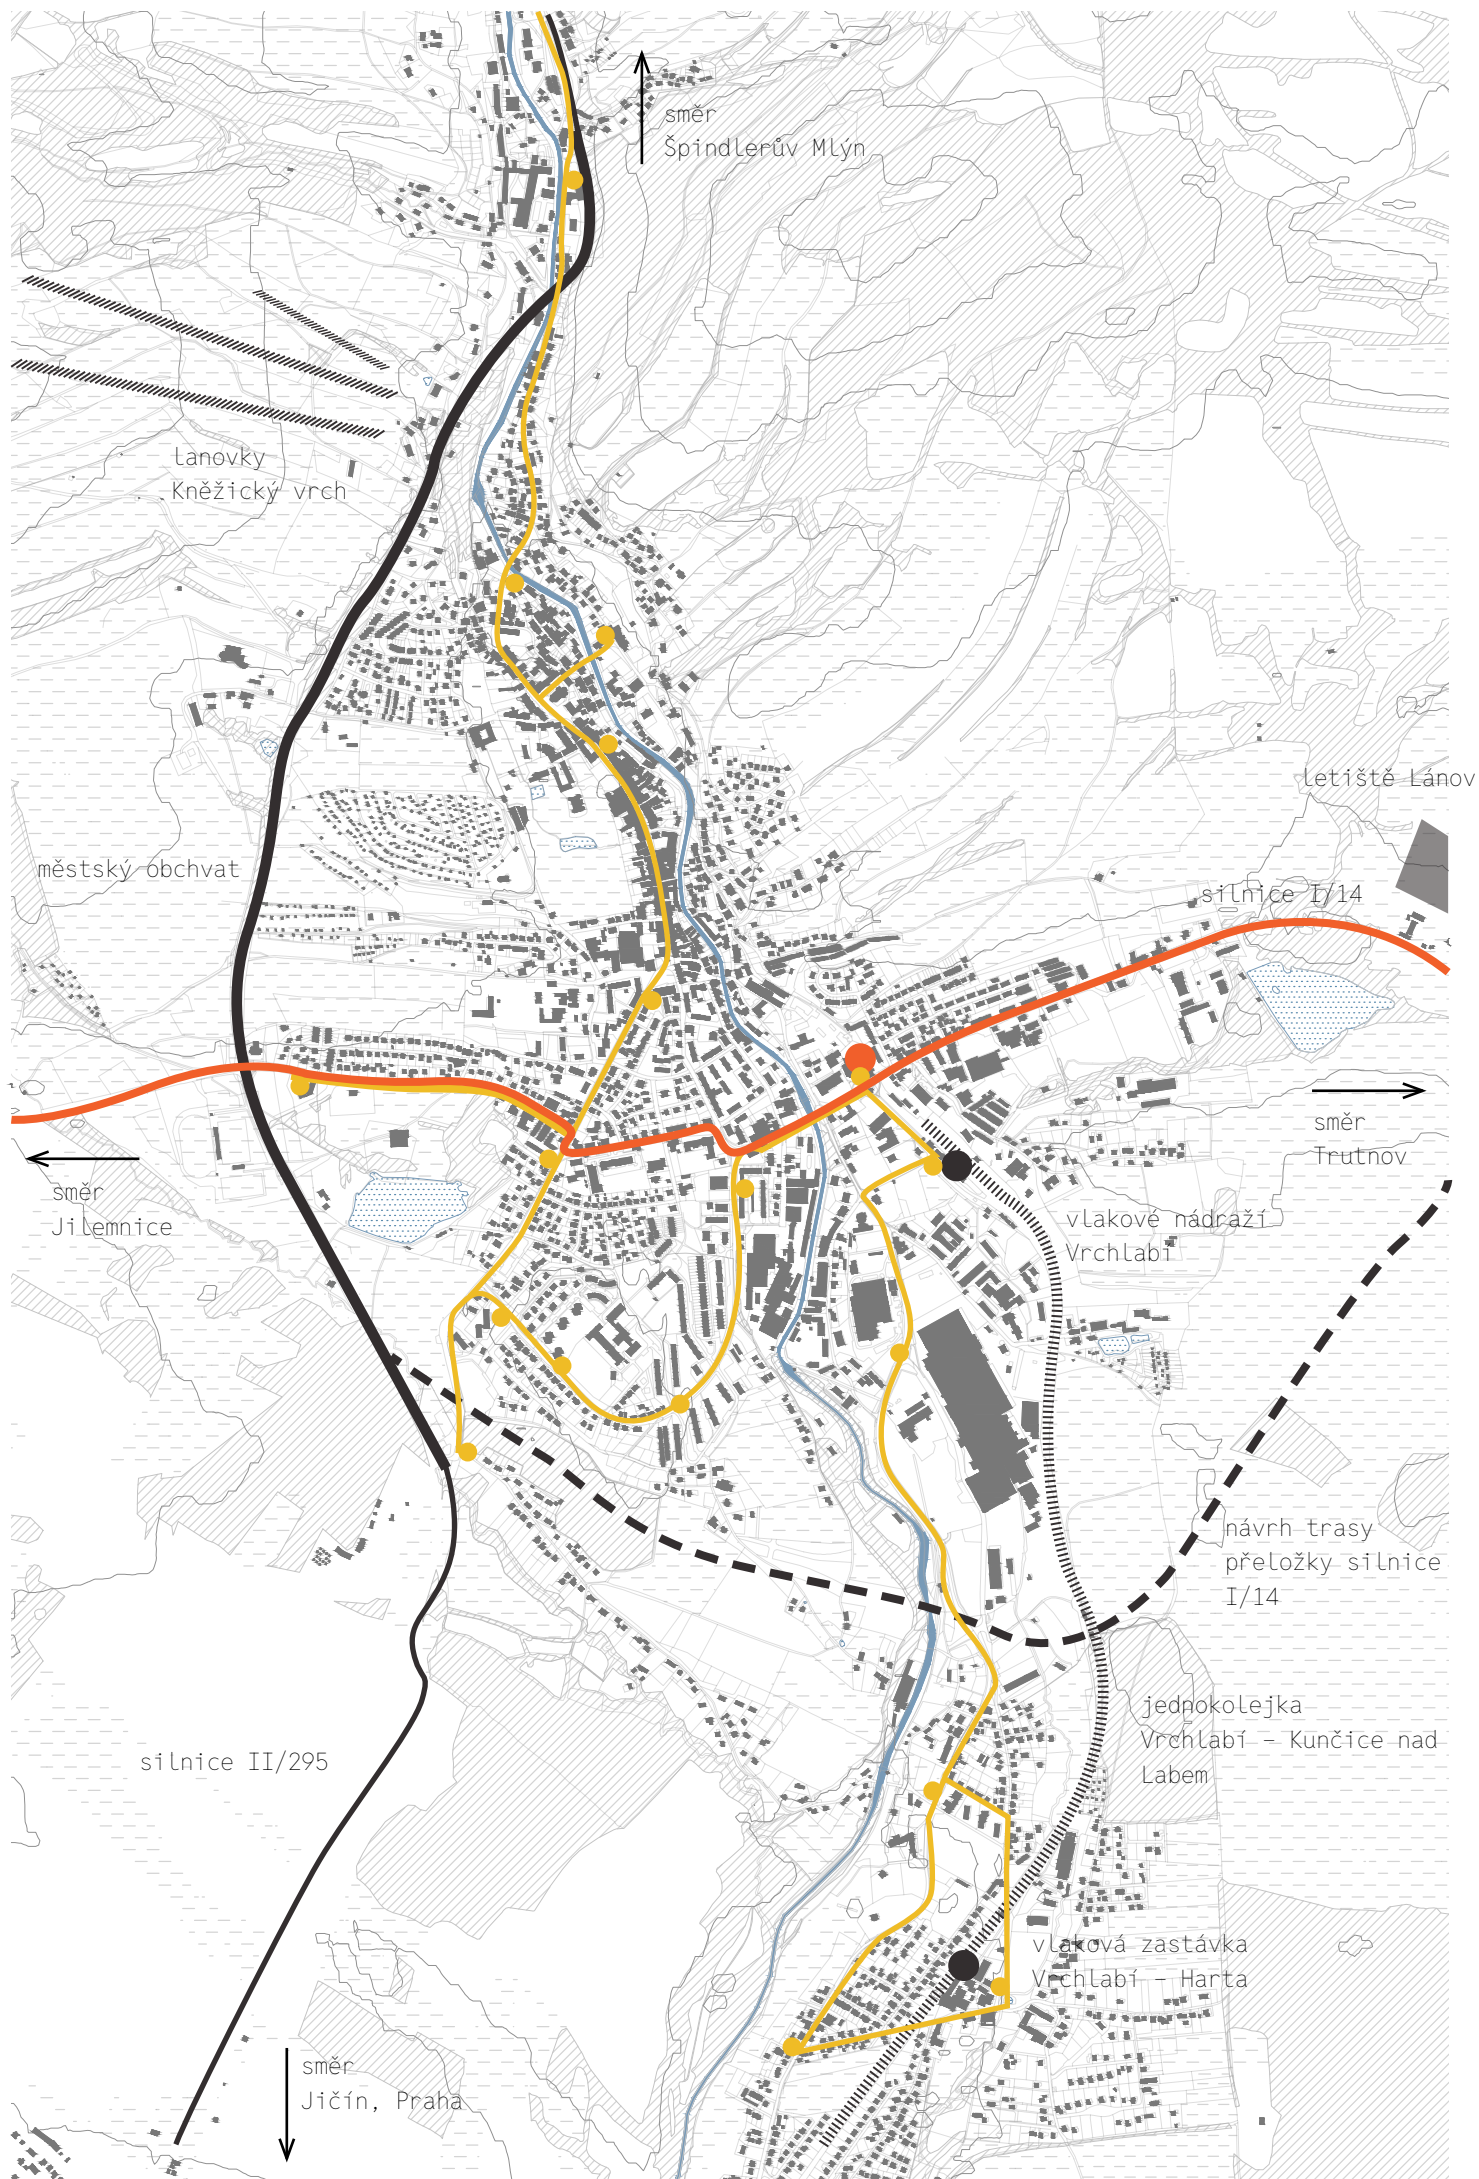 směr
Špindlerův Mlýn
lanovky
Kněžický vrch
letiště Lánov
městský obchvat
silnice I/14
směr
Trutnov
směr
Jilemnice
vlakové nádraží
Vrchlabí
návrh trasy
přeložky silnice
I/14
jednokolejka
Vrchlabí – Kunčice nad
Labem
silnice II/295
vlaková zastávka
Vrchlabí – Harta
směr
Jičín, Praha